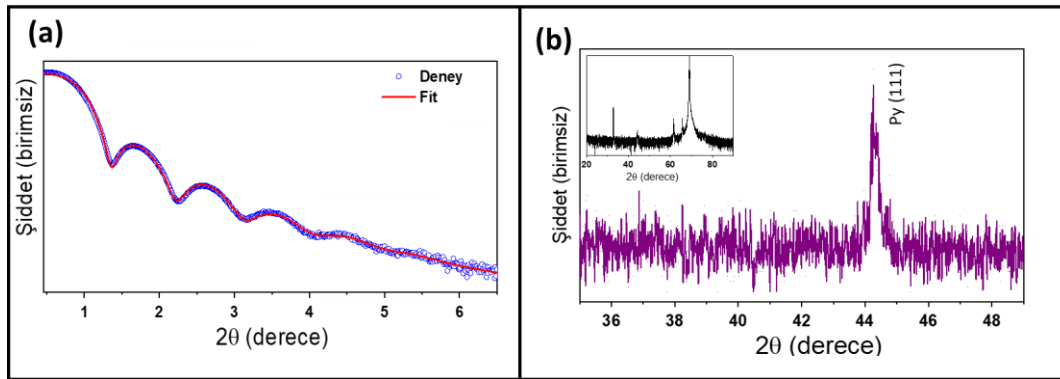 (a)
Şiddet (birimsiz)
Deney
Fit
1 2 3 4 5 6
2θ (derece)
(b)
Şiddet (birimsiz)
20 40 60 80
2θ (derece)
Py (111)
36 38 40 42 44 46 48
2θ (derece)